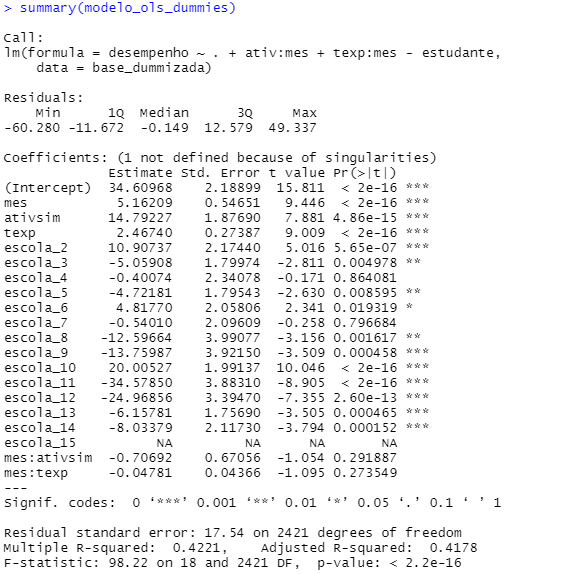 > summary(modelo_ols_dummies)
Call:
lm(formula = desempenho ~ . + ativ:mes + texp:mes - estudante,
    data = base_dummizada)
Residuals:
    Min      1Q  Median      3Q     Max
-60.280 -11.672  -0.149  12.579  49.337
Coefficients: (1 not defined because of singularities)
             Estimate Std. Error t value Pr(>|t|)
(Intercept)  34.60968    2.18899  15.811  < 2e-16 ***
mes           5.16209    0.54651   9.446  < 2e-16 ***
ativsim      14.79227    1.87690   7.881 4.86e-15 ***
texp          2.46740    0.27387   9.009  < 2e-16 ***
escola_2     10.90737    2.17440   5.016 5.65e-07 ***
escola_3     -5.05908    1.79974  -2.811 0.004978 **
escola_4     -0.40074    2.34078  -0.171 0.864081
escola_5     -4.72181    1.79543  -2.630 0.008595 **
escola_6      4.81770    2.05806   2.341 0.019319 *
escola_7     -0.54010    2.09609  -0.258 0.796684
escola_8    -12.59664    3.99077  -3.156 0.001617 **
escola_9    -13.75987    3.92150  -3.509 0.000458 ***
escola_10    20.00527    1.99137  10.046  < 2e-16 ***
escola_11   -34.57850    3.88310  -8.905  < 2e-16 ***
escola_12   -24.96856    3.39470  -7.355 2.60e-13 ***
escola_13    -6.15781    1.75690  -3.505 0.000465 ***
escola_14    -8.03379    2.11730  -3.794 0.000152 ***
escola_15          NA         NA      NA       NA
mes:ativsim  -0.70692    0.67056  -1.054 0.291887
mes:texp     -0.04781    0.04366  -1.095 0.273549
---
Signif. codes:  0 ‘***’ 0.001 ‘**’ 0.01 ‘*’ 0.05 ‘.’ 0.1 ‘ ’ 1
Residual standard error: 17.54 on 2421 degrees of freedom
Multiple R-squared:  0.4221,    Adjusted R-squared:  0.4178
F-statistic: 98.22 on 18 and 2421 DF,  p-value: < 2.2e-16